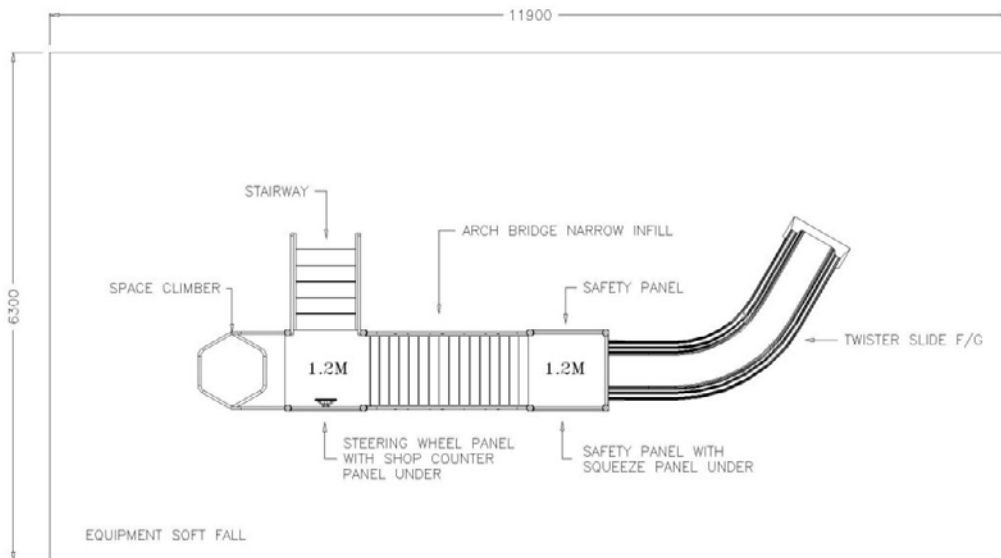 11900
6300
STAIRWAY
ARCH BRIDGE NARROW INFILL
SPACE CLIMBER
SAFETY PANEL
TWISTER SLIDE F/G
1.2M
1.2M
STEERING WHEEL PANEL
WITH SHOP COUNTER
PANEL UNDER
SAFETY PANEL WITH
SQUEEZE PANEL UNDER
EQUIPMENT SOFT FALL